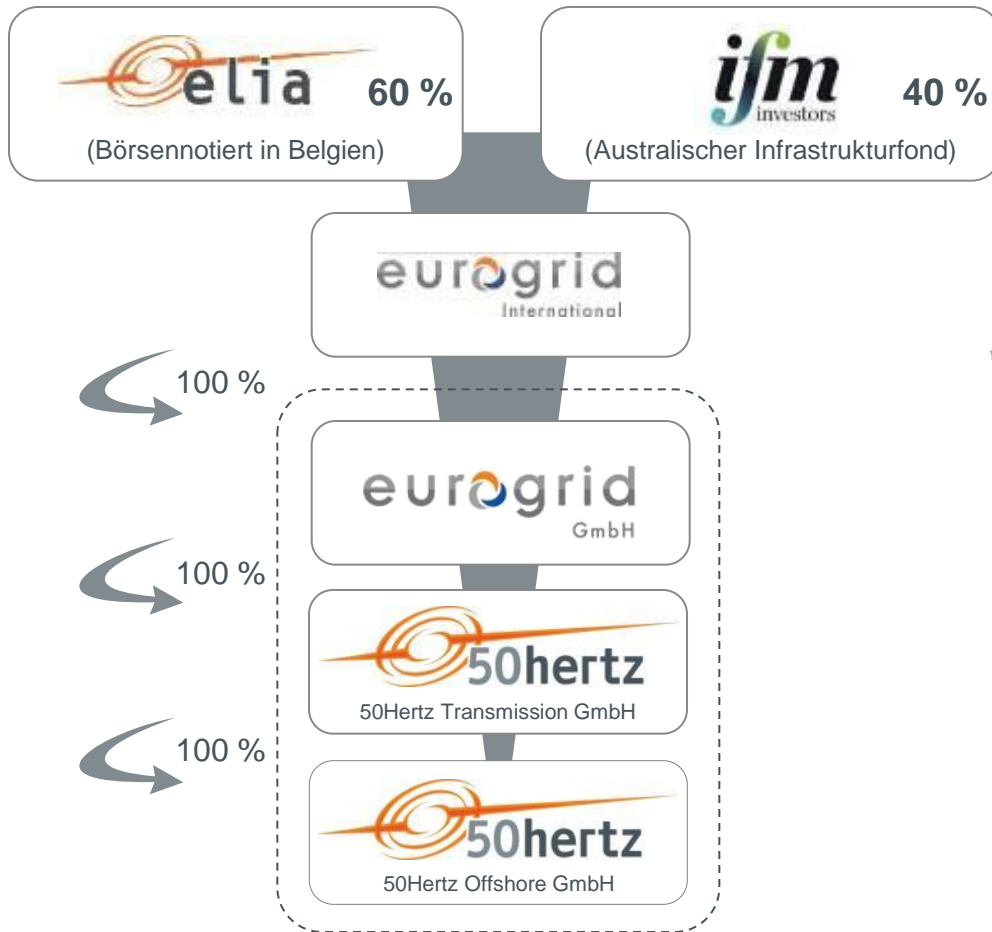 elia 60 %
(Börsennotiert in Belgien)
ifm investors 40 %
(Australischer Infrastrukturfond)
eurogrid
International
100 %
eurogrid
GmbH
100 %
50hertz
50Hertz Transmission GmbH
100 %
50hertz
50Hertz Offshore GmbH